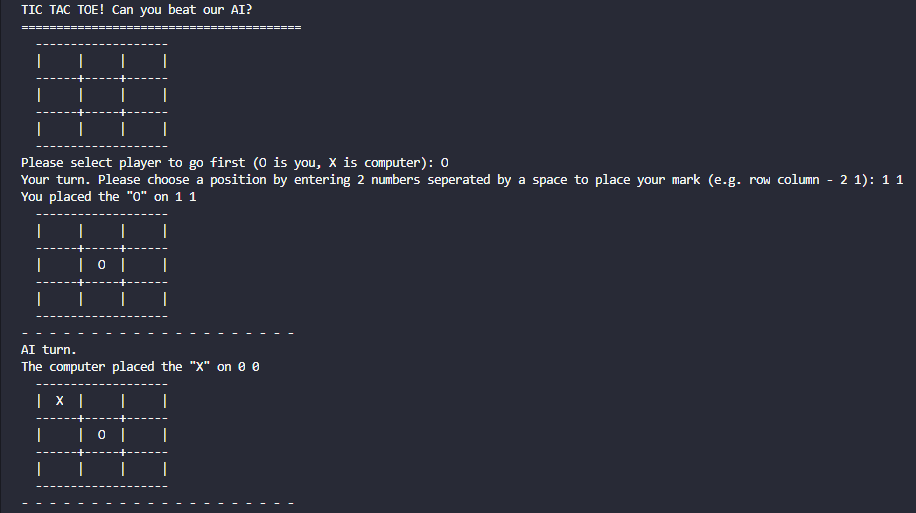 TIC TAC TOE! Can you beat our AI?
========================================
-------------------
|     |     |     |
------+-----+------
|     |     |     |
------+-----+------
|     |     |     |
-------------------
Please select player to go first (O is you, X is computer): O
Your turn. Please choose a position by entering 2 numbers seperated by a space to place your mark (e.g. row column - 2 1): 1 1
You placed the "O" on 1 1
-------------------
|     |     |     |
------+-----+------
|     |  O  |     |
------+-----+------
|     |     |     |
-------------------
- - - - - - - - - - - - - - - - - - - -
AI turn.
The computer placed the "X" on 0 0
-------------------
|  X  |     |     |
------+-----+------
|     |  O  |     |
------+-----+------
|     |     |     |
-------------------
- - - - - - - - - - - - - - - - - - - -